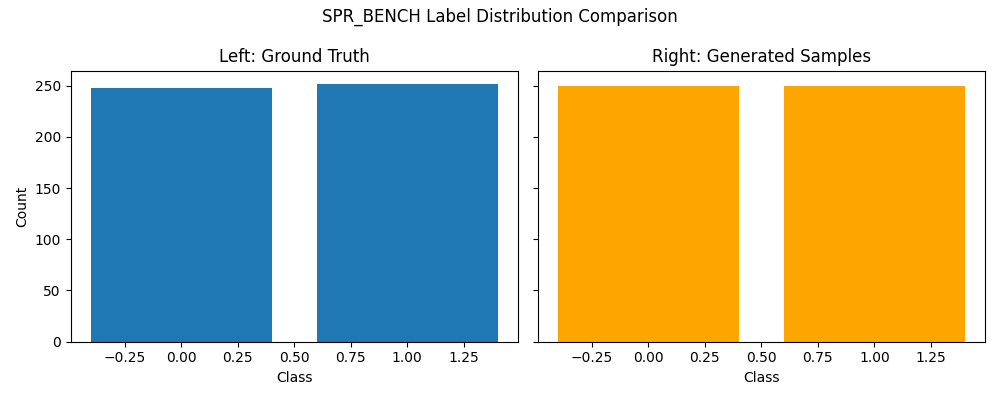 SPR_BENCH Label Distribution Comparison
Left: Ground Truth
Right: Generated Samples
250
200
150
100
50
0
Count
−0.25 0.00 0.25 0.50 0.75 1.00 1.25
−0.25 0.00 0.25 0.50 0.75 1.00 1.25
Class
Class